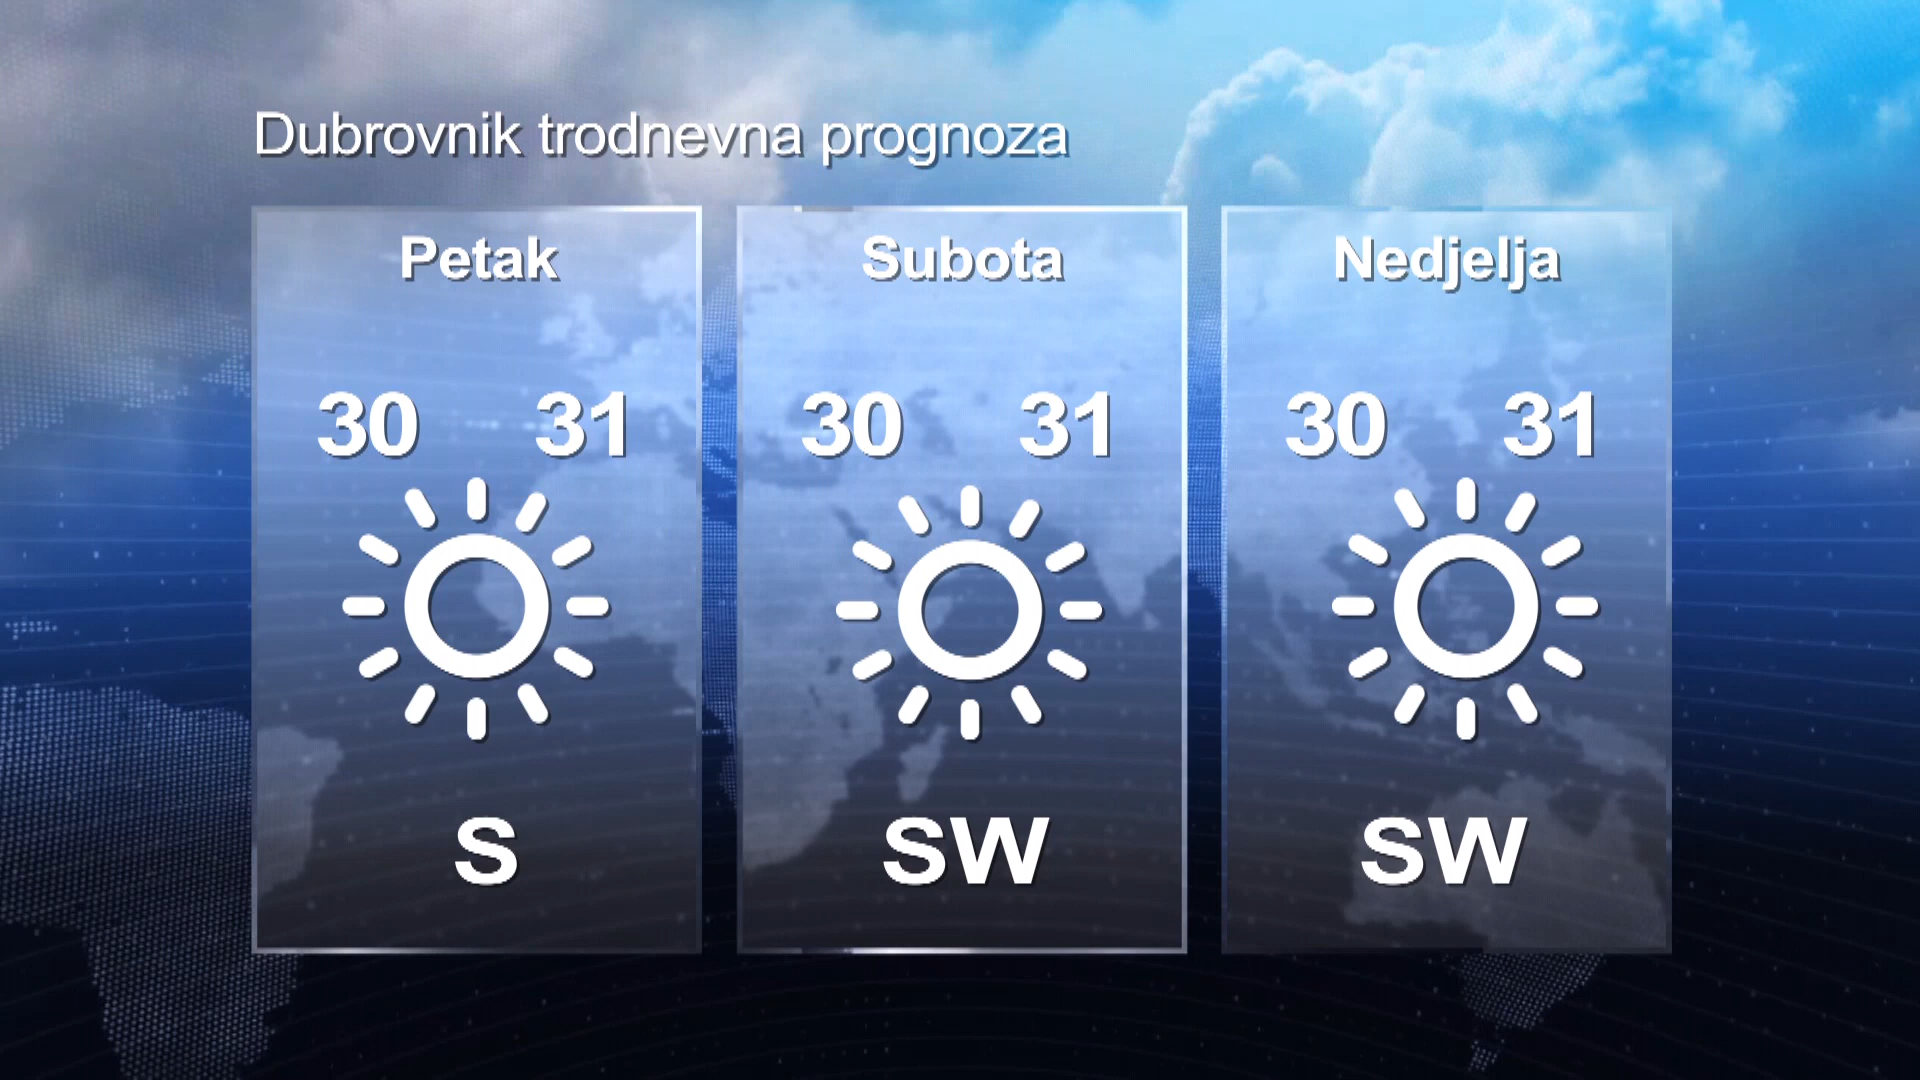 Dubrovnik trodnevna prognoza
Petak
30 31
S
Subota
30 31
SW
Nedjelja
30 31
SW